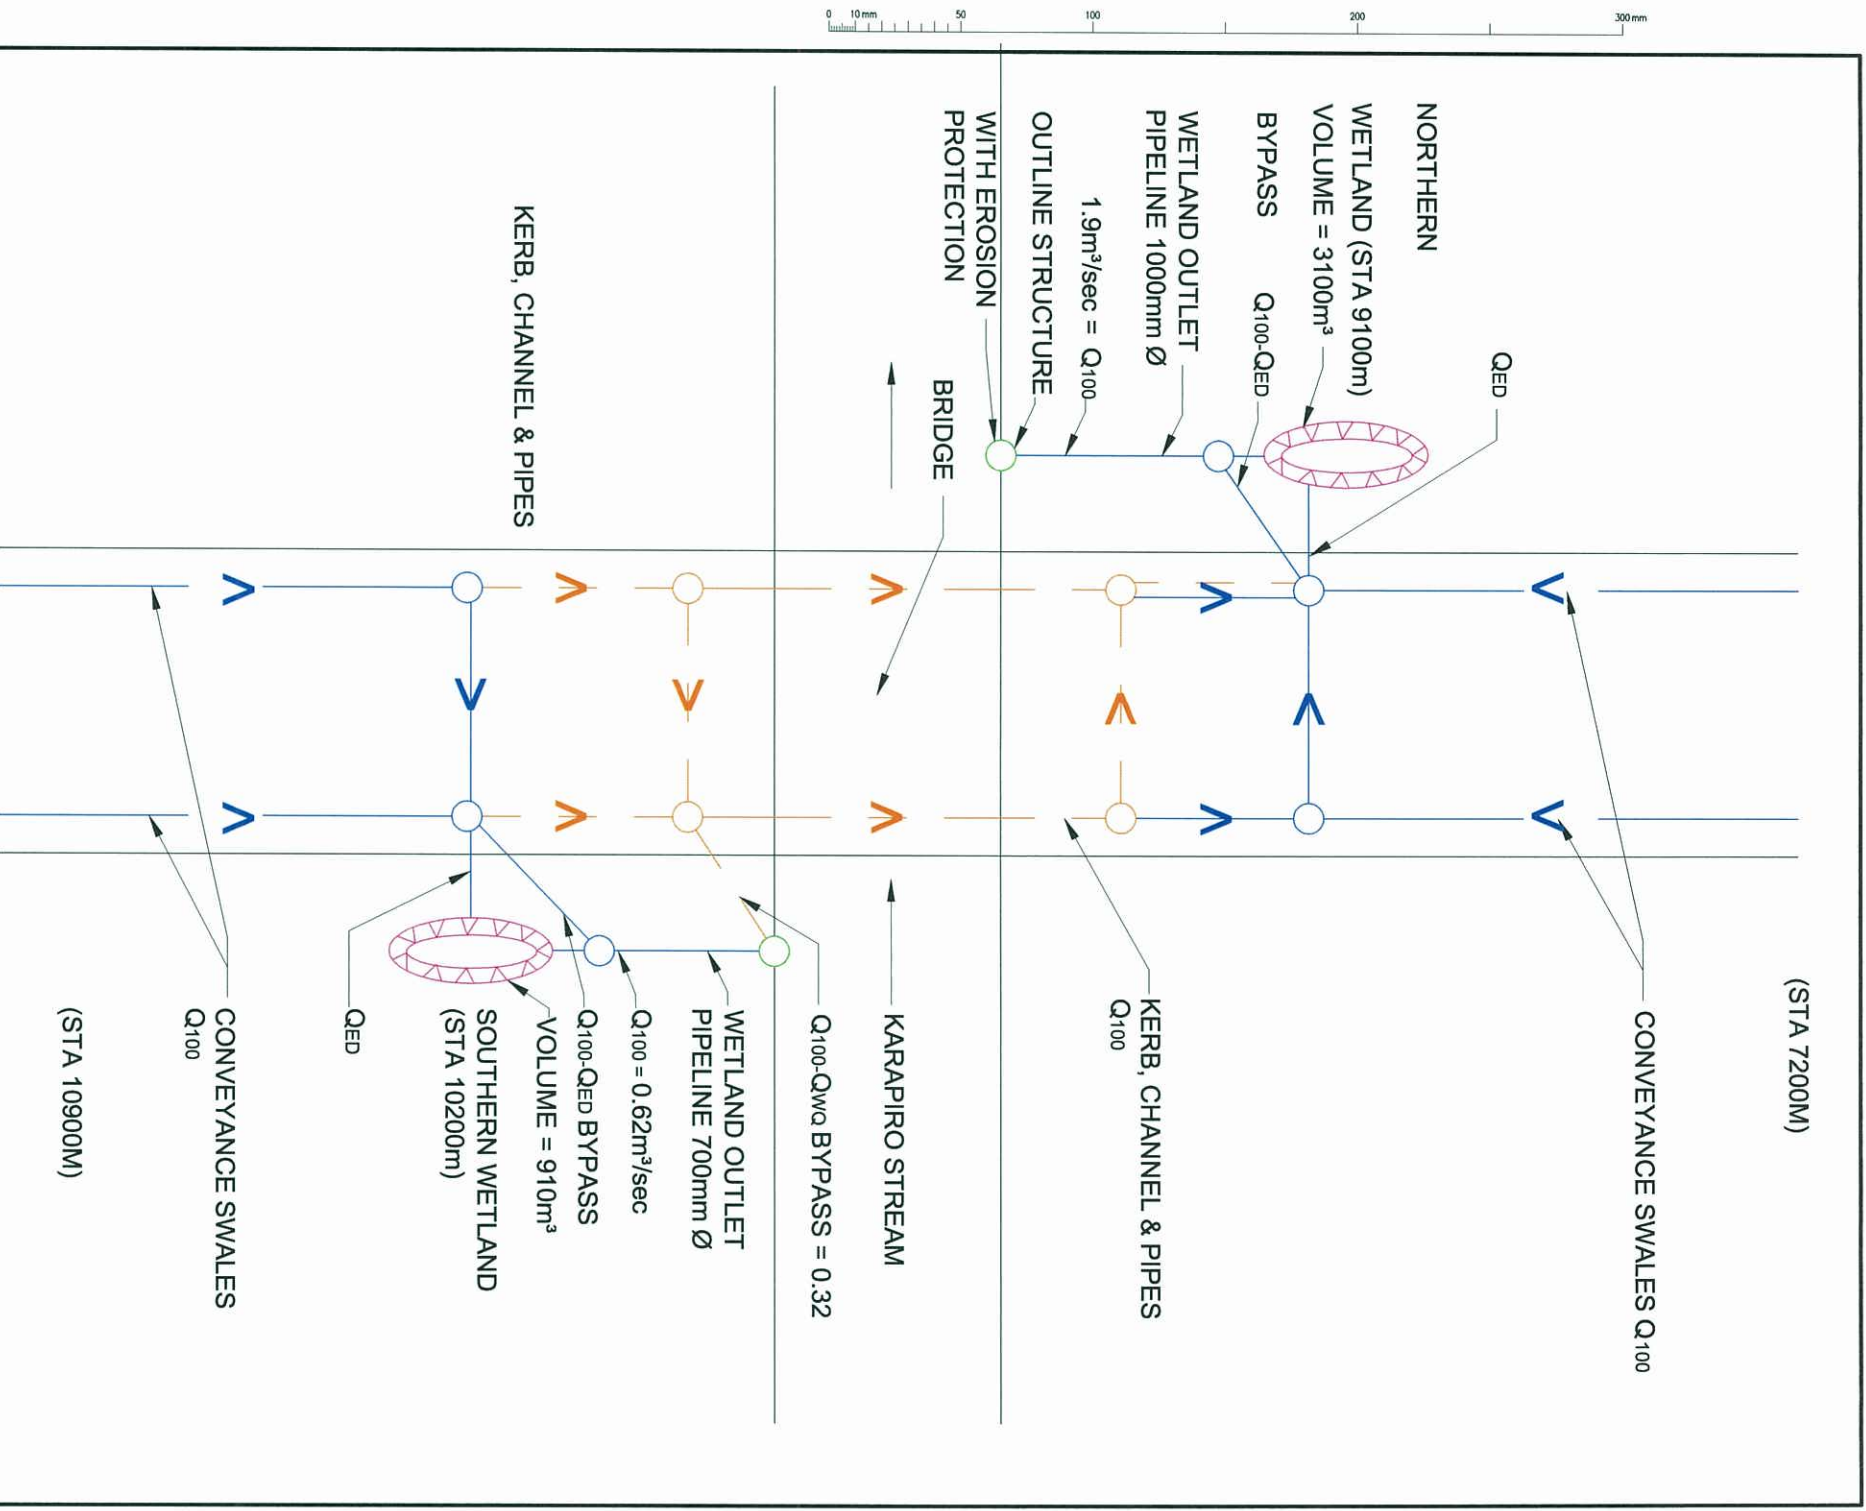 0 10 mm 50 100 200 300 mm
(STA 7200M)
CONVEYANCE SWALES Q100
QED
NORTHERN
WETLAND (STA 9100m)
VOLUME = 3100m³
BYPASS Q100-QED
WETLAND OUTLET
PIPELINE 1000mm Ø
1.9m³/sec = Q100
OUTLINE STRUCTURE
WITH EROSION
PROTECTION
BRIDGE
KERB, CHANNEL & PIPES
Q100
KARAPIRO STREAM
Q100-QWQ BYPASS = 0.32
WETLAND OUTLET
PIPELINE 700mm Ø
Q100 = 0.62m³/sec
Q100-QED BYPASS
VOLUME = 910m³
SOUTHERN WETLAND
(STA 10200m)
KERB, CHANNEL & PIPES
QED
CONVEYANCE SWALES
Q100
(STA 10900M)